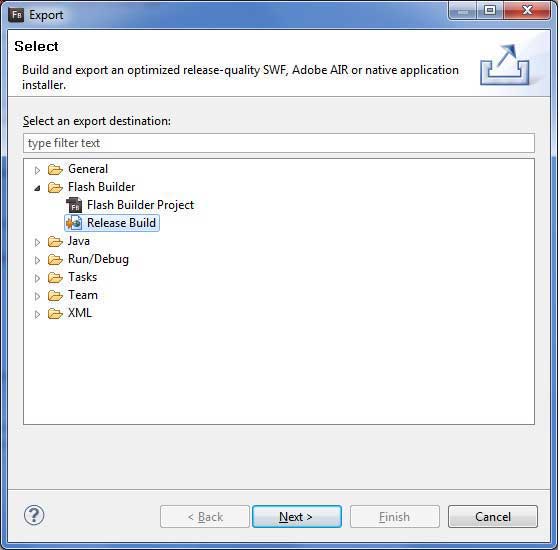 FB Export
Select
Build and export an optimized release-quality SWF, Adobe AIR or native application
installer.
Select an export destination:
type filter text
General
Flash Builder
FB Flash Builder Project
Release Build
Java
Run/Debug
Tasks
Team
XML
? < Back Next > Finish Cancel